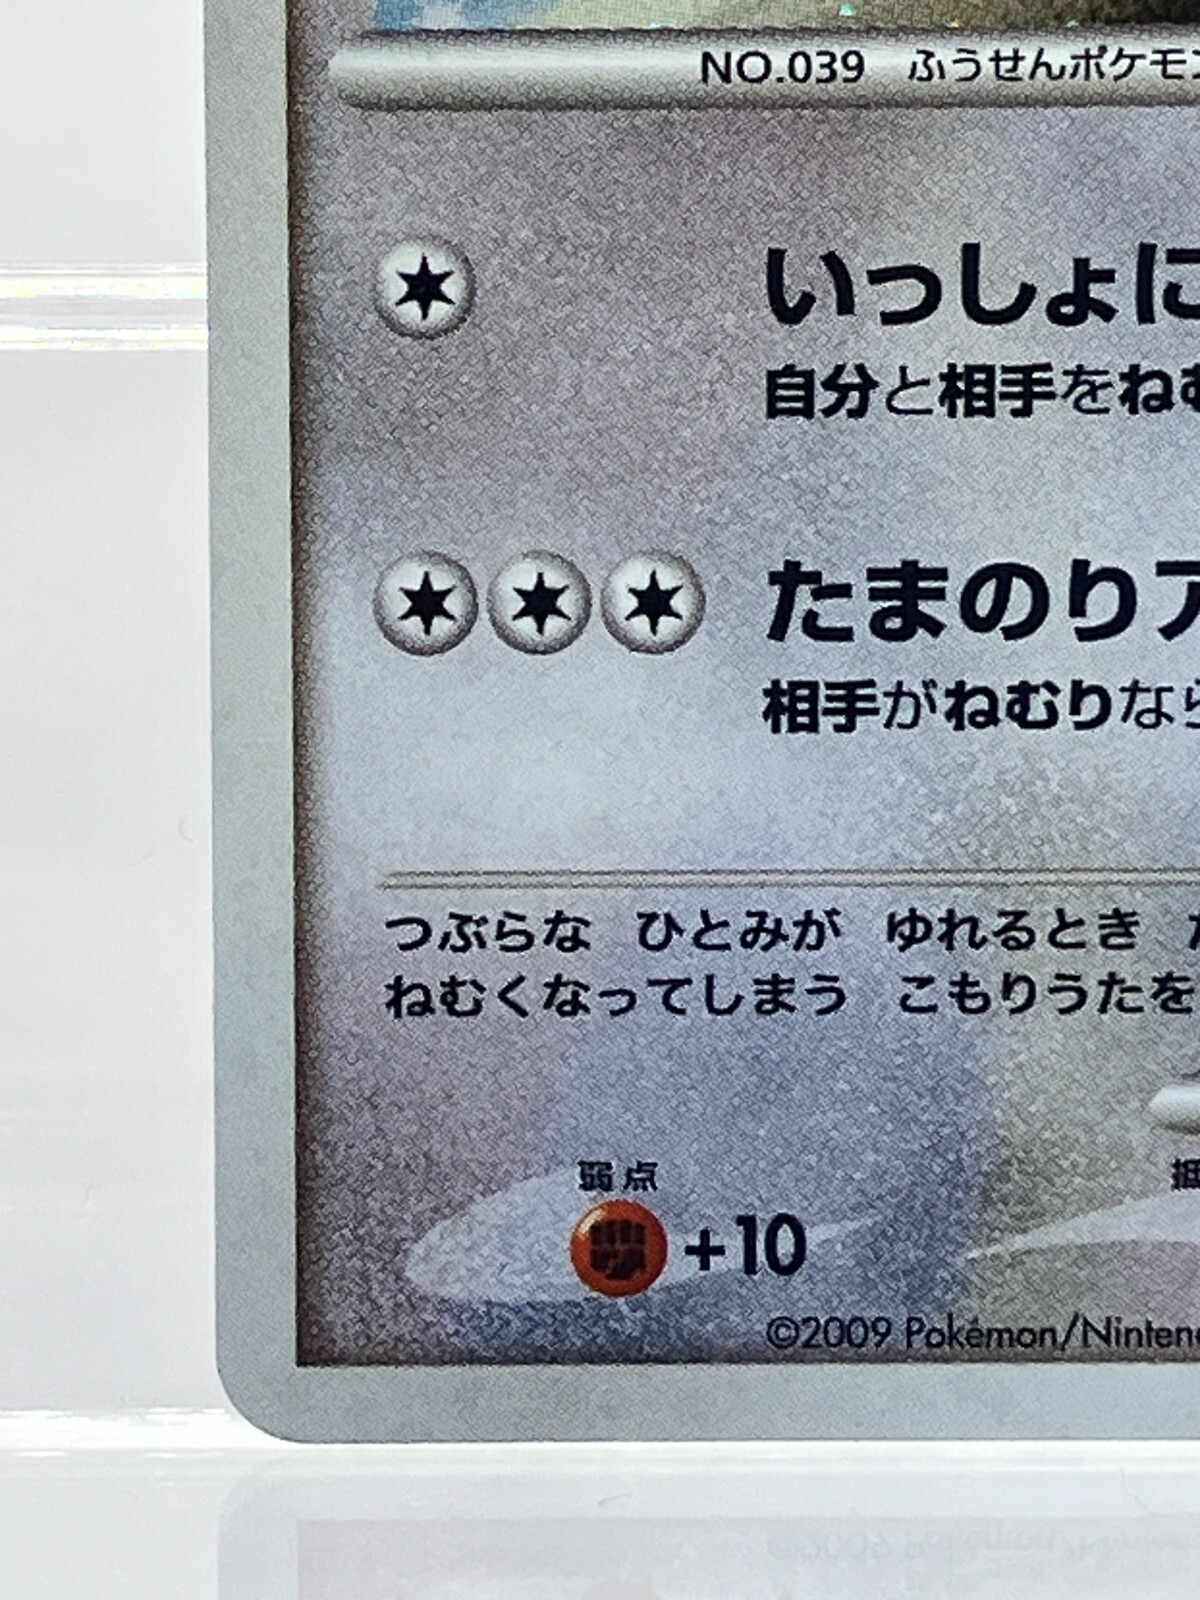 NO.039 ふうせんポケモン
いっしょに
自分と相手をねむ
たまのりア
相手がねむりなら
つぶらな ひとみが ゆれるとき
ねむくなってしまう こもりうたを
弱点
+10
©2009 Pokémon/Ninten